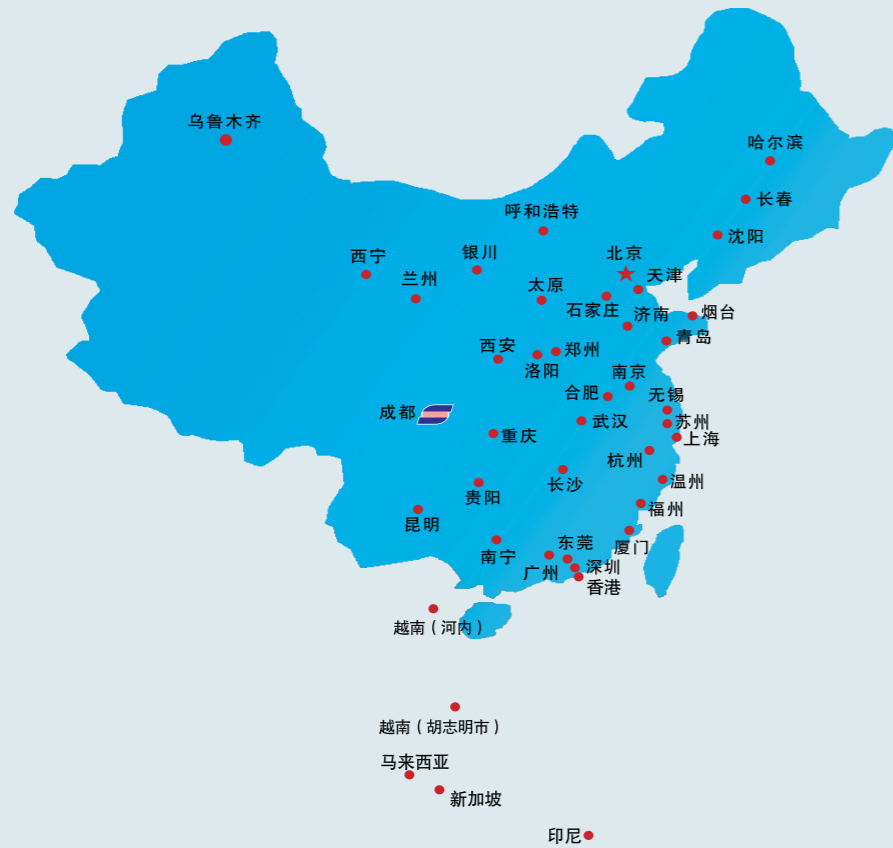 乌鲁木齐
哈尔滨
长春
呼和浩特
沈阳
北京
银川
西宁
天津
兰州
太原
石家庄
烟台
济南
青岛
西安
郑州
洛阳
南京
合肥
无锡
成都
武汉
苏州
重庆
上海
杭州
长沙
温州
贵阳
福州
昆明
东莞
厦门
南宁
广州
深圳
香港
越南（河内）
越南（胡志明市）
马来西亚
新加坡
印尼